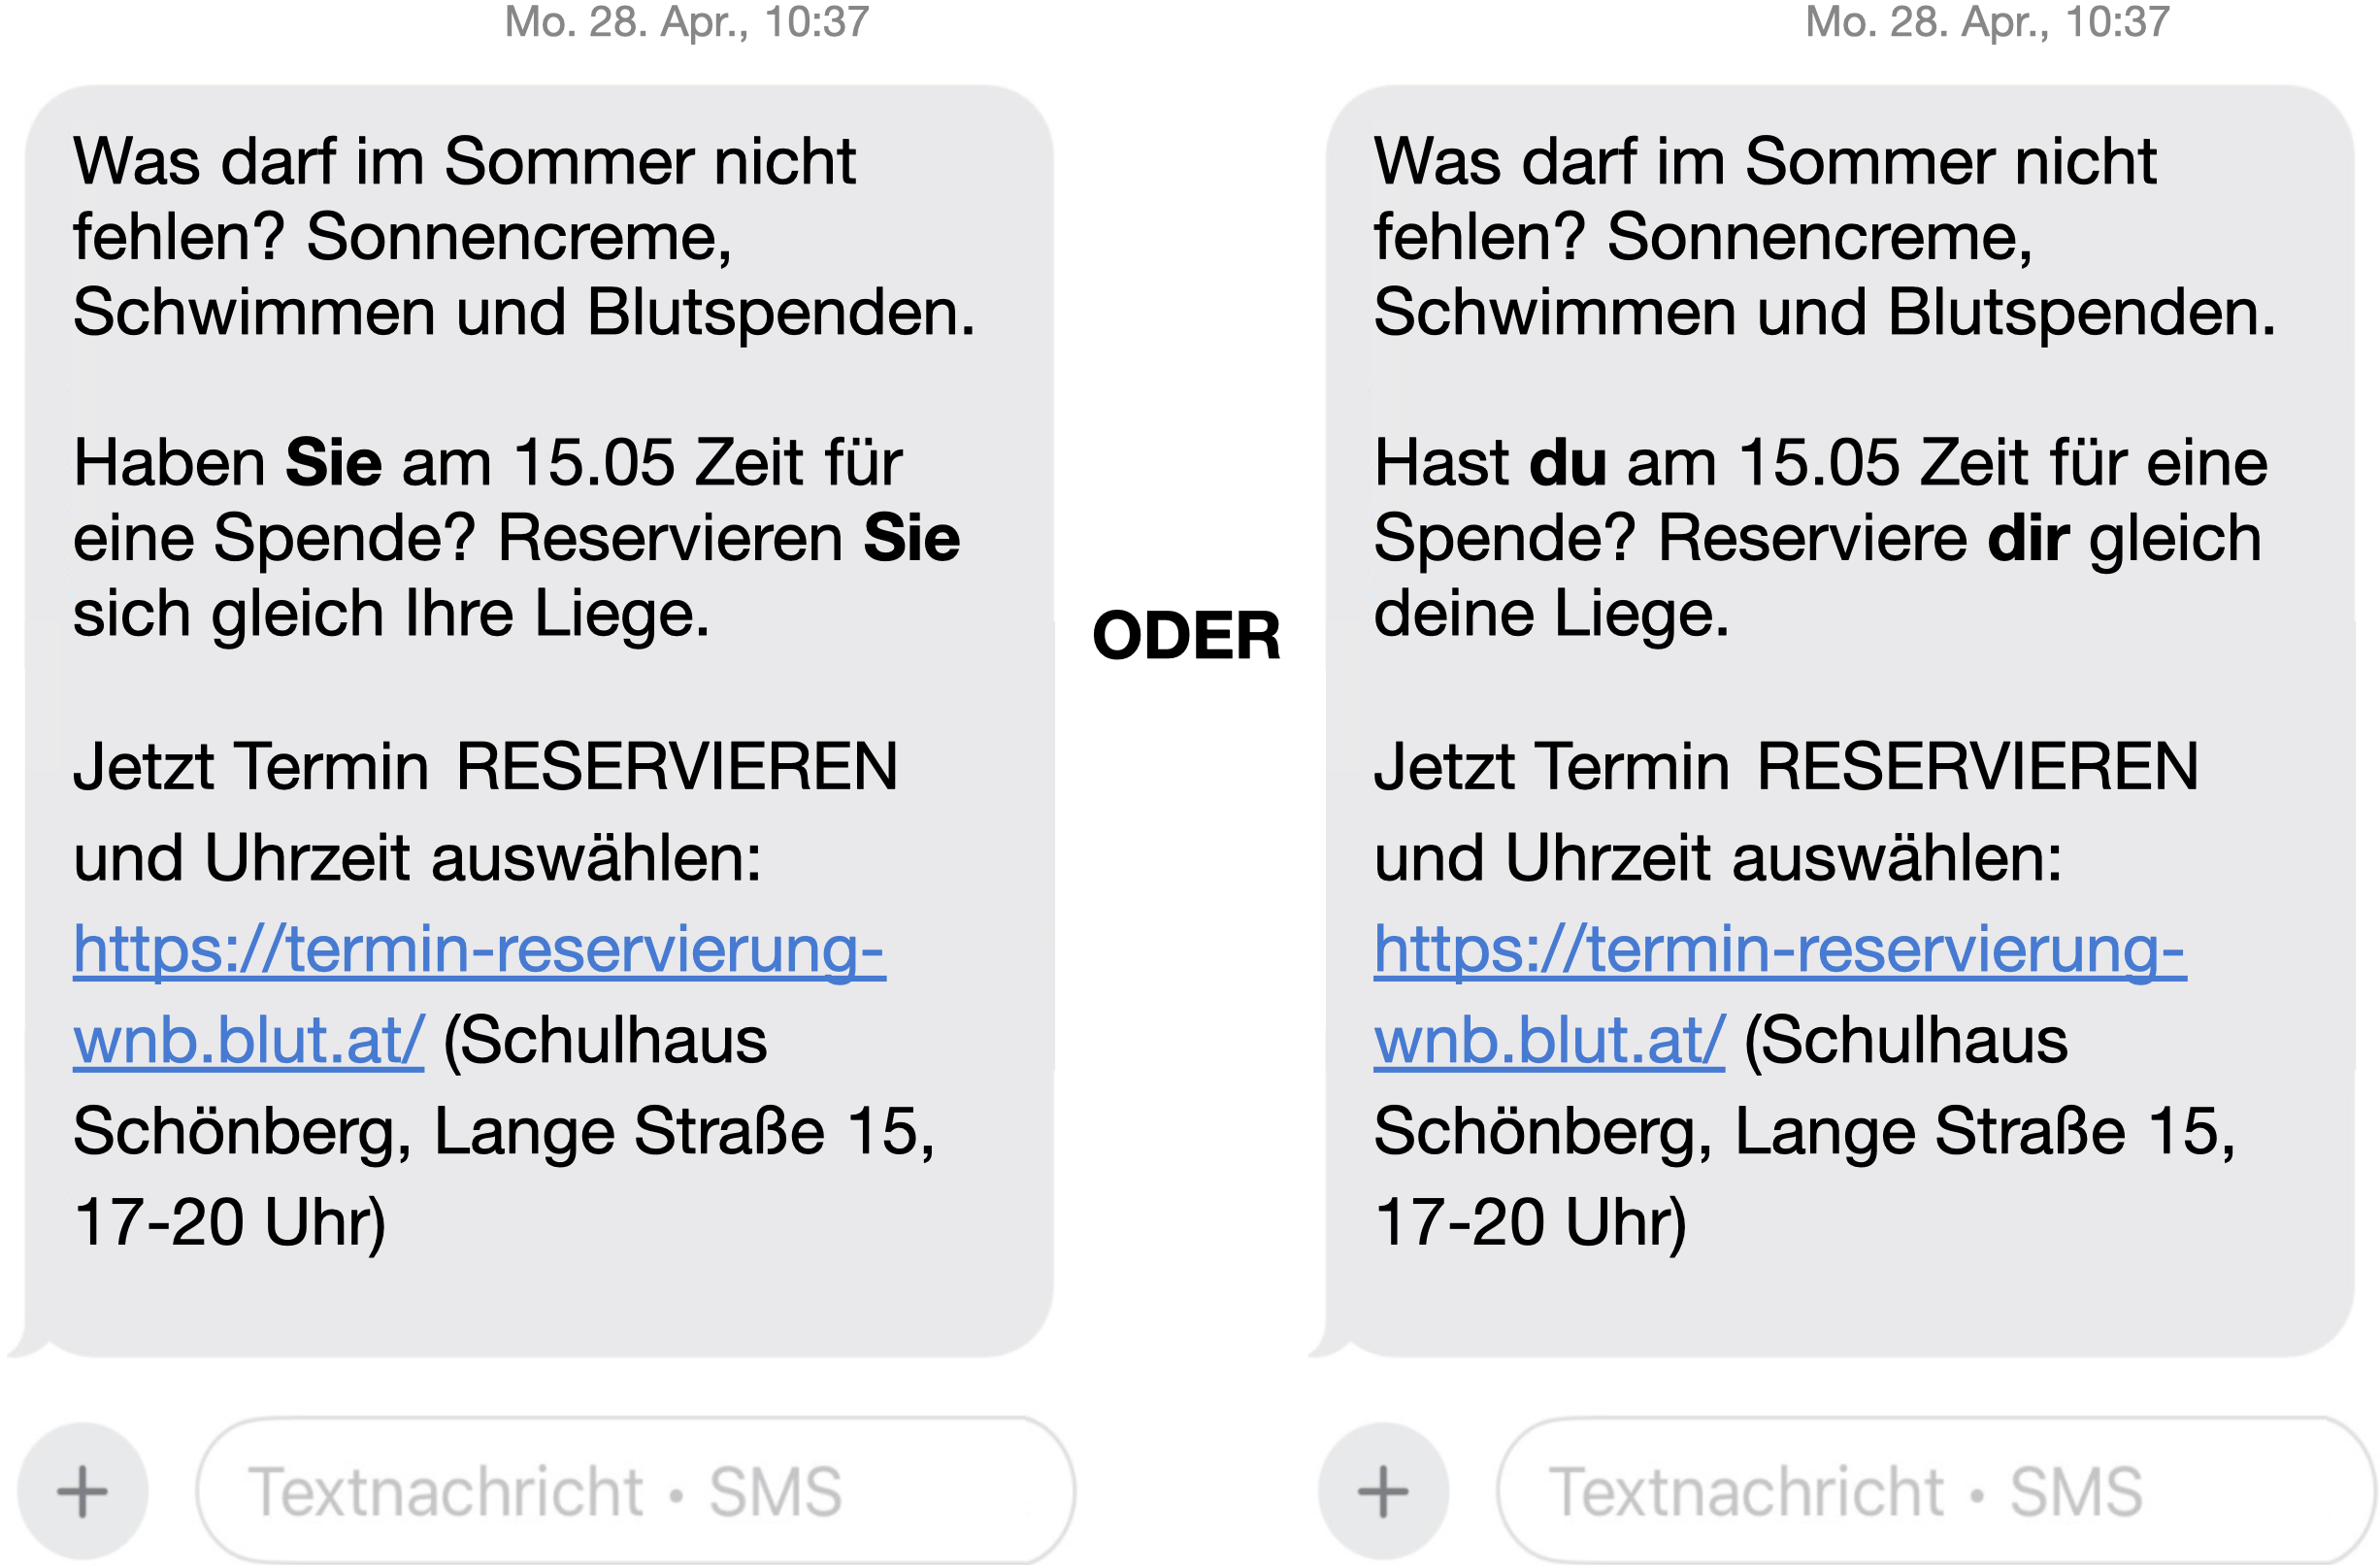 Mo. 28. Apr., 10:37
Was darf im Sommer nicht
fehlen? Sonnencreme,
Schwimmen und Blutspenden.
Haben Sie am 15.05 Zeit für
eine Spende? Reservieren Sie
sich gleich Ihre Liege.
Jetzt Termin RESERVIEREN
und Uhrzeit auswählen:
https://termin-reservierung-
wnb.blut.at/ (Schulhaus
Schönberg, Lange Straße 15,
17-20 Uhr)
Textnachricht • SMS
ODER
Mo. 28. Apr., 10:37
Was darf im Sommer nicht
fehlen? Sonnencreme,
Schwimmen und Blutspenden.
Hast du am 15.05 Zeit für eine
Spende? Reserviere dir gleich
deine Liege.
Jetzt Termin RESERVIEREN
und Uhrzeit auswählen:
https://termin-reservierung-
wnb.blut.at/ (Schulhaus
Schönberg, Lange Straße 15,
17-20 Uhr)
Textnachricht • SMS